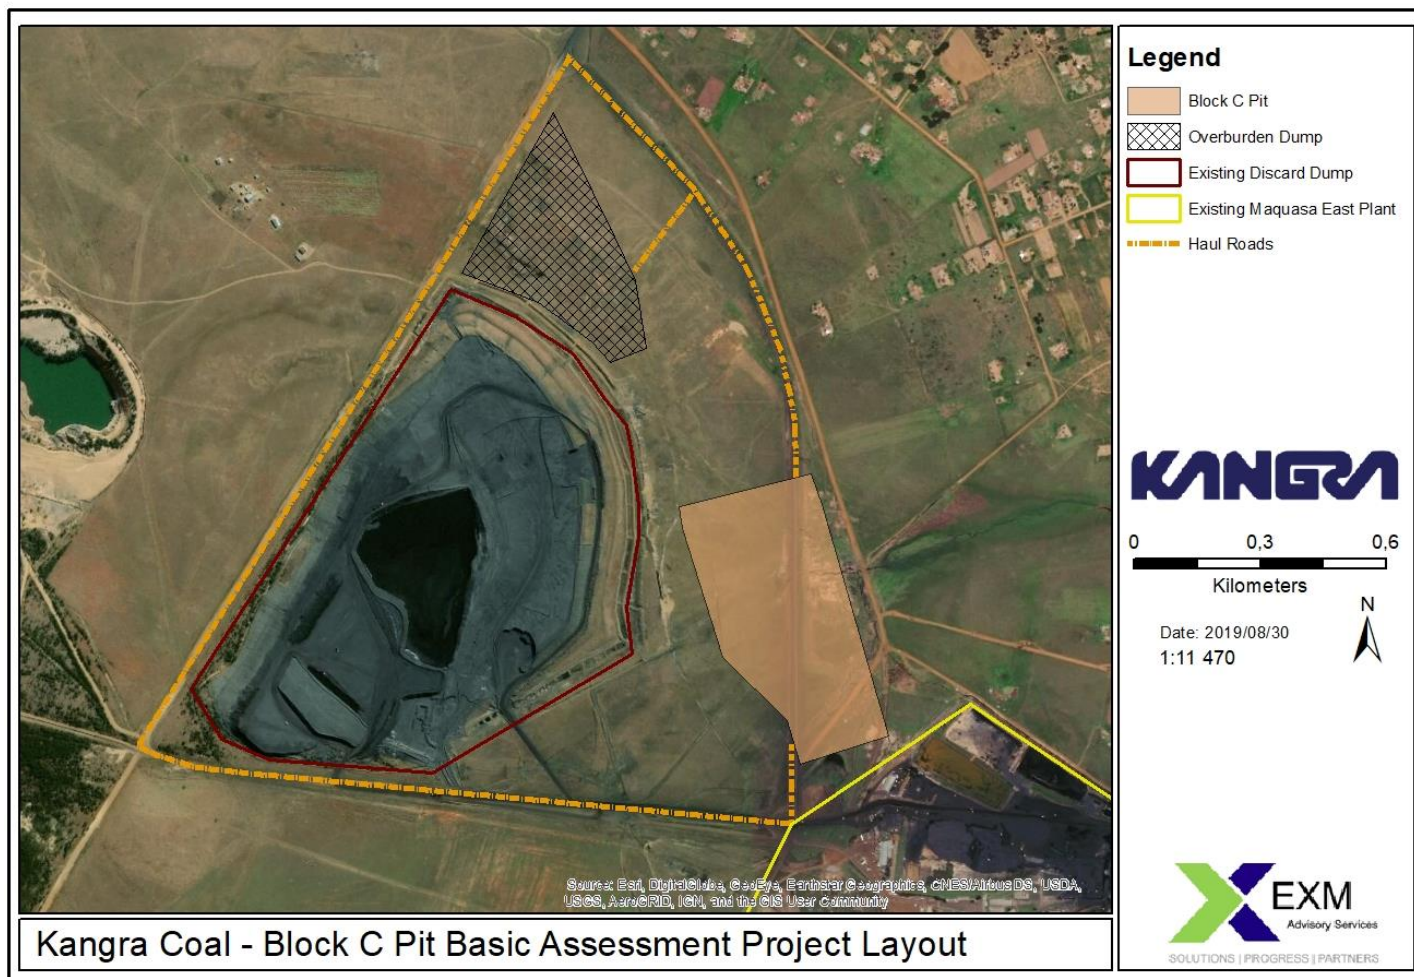 Legend
Block C Pit
Overburden Dump
Existing Discard Dump
Existing Maquasa East Plant
Haul Roads
KANGRA
0 0,3 0,6
Kilometers
N
Date: 2019/08/30
1:11 470
Source: Esri, DigitalGlobe, GeoEye, Earthstar Geographics, CNES/Airbus DS, USDA,
USGS, AeroGRID, IGN, and the GIS User Community
EXM
Advisory Services
SOLUTIONS | PROGRESS | PARTNERS
Kangra Coal - Block C Pit Basic Assessment Project Layout